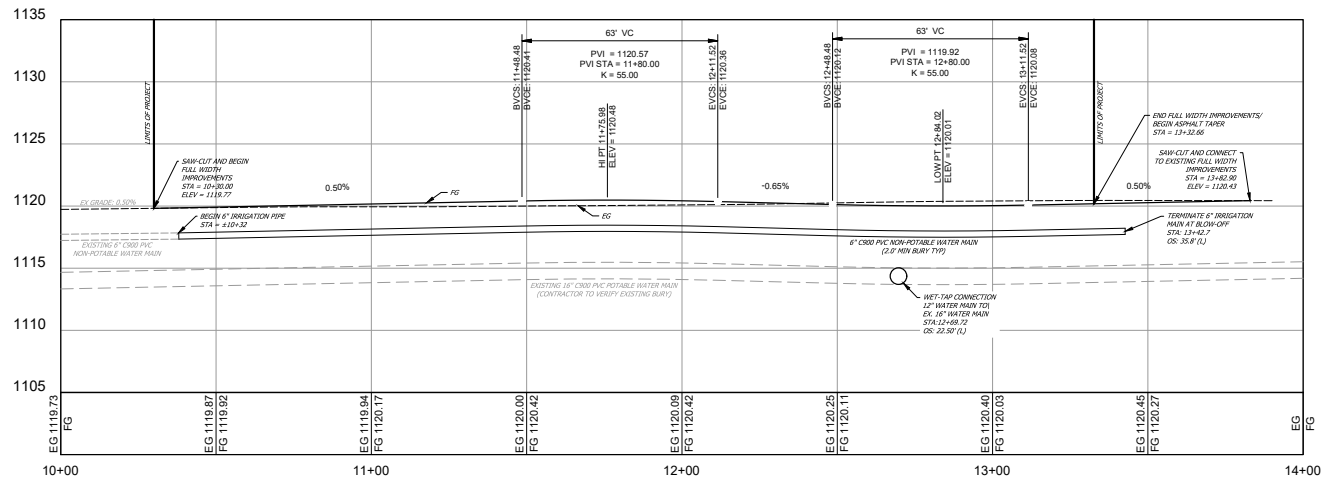 1135
1130
1125
1120
1115
1110
1105
LIMITS OF PROJECT
SAW-CUT AND BEGIN
FULL WIDTH
IMPROVEMENTS
STA = 10+30.00
ELEV = 1119.77
EX GRADE: 0.50%
BEGIN 6" IRRIGATION PIPE
STA = ±10+32
EXISTING 6" C900 PVC
NON-POTABLE WATER MAIN
0.50%
FG
EG
63' VC
PVI = 1120.57
PVI STA = 11+80.00
K = 55.00
BVCS: 11+48.48
BVCE: 1120.41
EVCS: 12+11.52
EVCE: 1120.36
HI PT 11+75.98
ELEV = 1120.48
-0.65%
63' VC
PVI = 1119.92
PVI STA = 12+80.00
K = 55.00
BVCS: 12+48.48
BVCE: 1120.12
EVCS: 13+11.52
EVCE: 1120.08
LOW PT 12+84.02
ELEV = 1120.01
LIMITS OF PROJECT
END FULL WIDTH IMPROVEMENTS/
BEGIN ASPHALT TAPER
STA = 13+32.66
SAW-CUT AND CONNECT
TO EXISTING FULL WIDTH
IMPROVEMENTS
STA = 13+82.90
ELEV = 1120.43
0.50%
TERMINATE 6" IRRIGATION
MAIN AT BLOW-OFF
STA: 13+42.7
OS: 35.8' (L)
6" C900 PVC NON-POTABLE WATER MAIN
(2.0' MIN BURY TYP)
EXISTING 16" C900 PVC POTABLE WATER MAIN
(CONTRACTOR TO VERIFY EXISTING BURY)
WET-TAP CONNECTION
12" WATER MAIN TO\
EX. 16" WATER MAIN
STA:12+69.72
OS: 22.50' (L)
EG 1119.73
FG
EG 1119.87
FG 1119.92
EG 1119.94
FG 1120.17
EG 1120.00
FG 1120.42
EG 1120.09
FG 1120.42
EG 1120.25
FG 1120.11
EG 1120.40
FG 1120.03
EG 1120.45
FG 1120.27
EG
FG
10+00
11+00
12+00
13+00
14+00